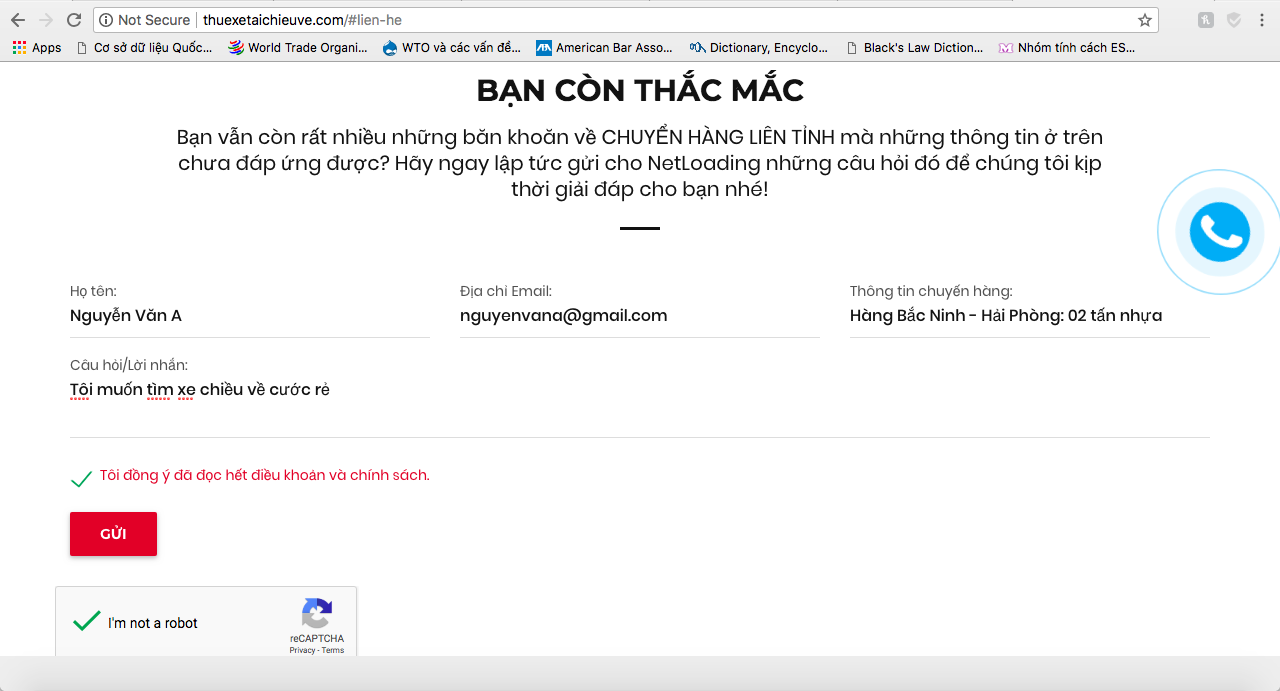 Not Secure thuexetaichieuve.com/#lien-he
Apps Cơ sở dữ liệu Quốc... World Trade Organi... WTO và các vấn đề... American Bar Asso... Dictionary, Encyclo... Black's Law Diction... Nhóm tính cách ES...
BẠN CÒN THẮC MẮC
Bạn vẫn còn rất nhiều những băn khoăn về CHUYỂN HÀNG LIÊN TỈNH mà những thông tin ở trên
chưa đáp ứng được? Hãy ngay lập tức gửi cho NetLoading những câu hỏi đó để chúng tôi kịp
thời giải đáp cho bạn nhé!
Họ tên: Địa chỉ Email: Thông tin chuyến hàng:
Nguyễn Văn A nguyenvana@gmail.com Hàng Bắc Ninh - Hải Phòng: 02 tấn nhựa
Câu hỏi/Lời nhắn:
Tôi muốn tìm xe chiều về cước rẻ
Tôi đồng ý đã đọc hết điều khoản và chính sách.
GỬI
I'm not a robot
reCAPTCHA
Privacy - Terms